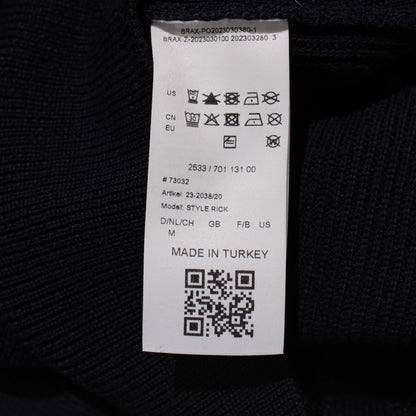 BRAX-PO2023030380-1
BRAX-Z-2023030100 202303280 3
US
CN
EU
2533 / 701 131 00
# 73032
Artikel: 23-2038/20
Modell: STYLE RICK
D/NL/CH GB F/B US
M
MADE IN TURKEY